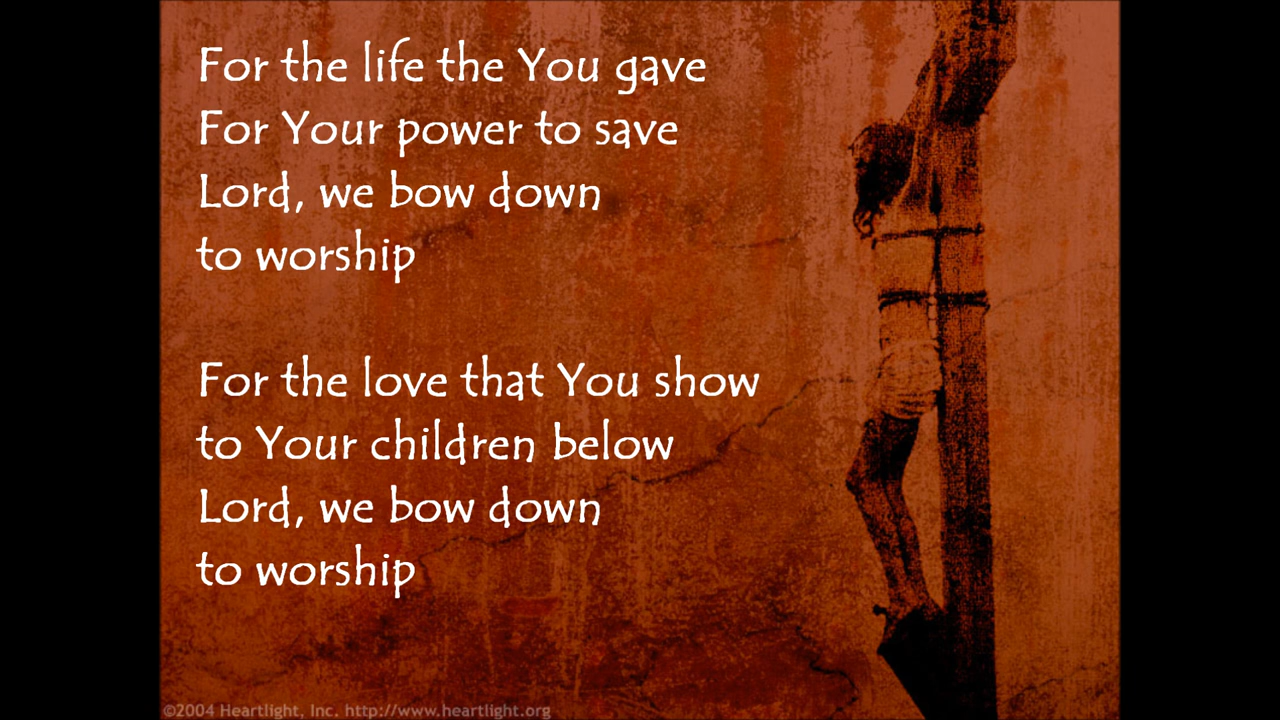 For the life the You gave
For Your power to save
Lord, we bow down
to worship
For the love that You show
to Your children below
Lord, we bow down
to worship
©2004 Heartlight, Inc. http://www.heartlight.org